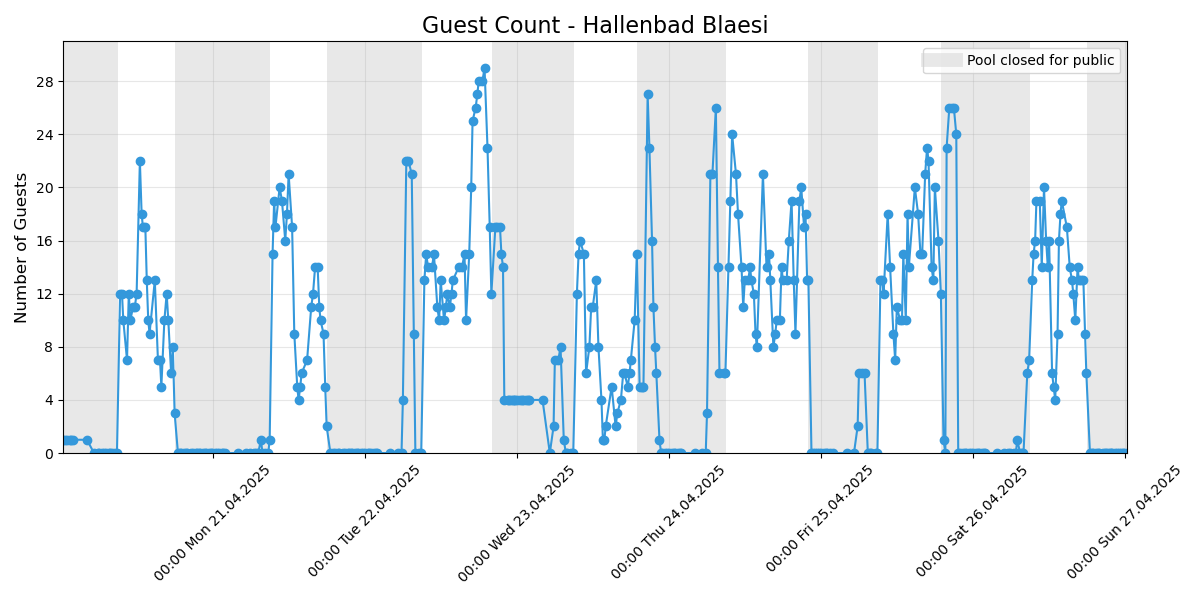 Guest Count - Hallenbad Blaesi
Pool closed for public
Number of Guests
28
24
20
16
12
8
4
0
00:00 Mon 21.04.2025
00:00 Tue 22.04.2025
00:00 Wed 23.04.2025
00:00 Thu 24.04.2025
00:00 Fri 25.04.2025
00:00 Sat 26.04.2025
00:00 Sun 27.04.2025